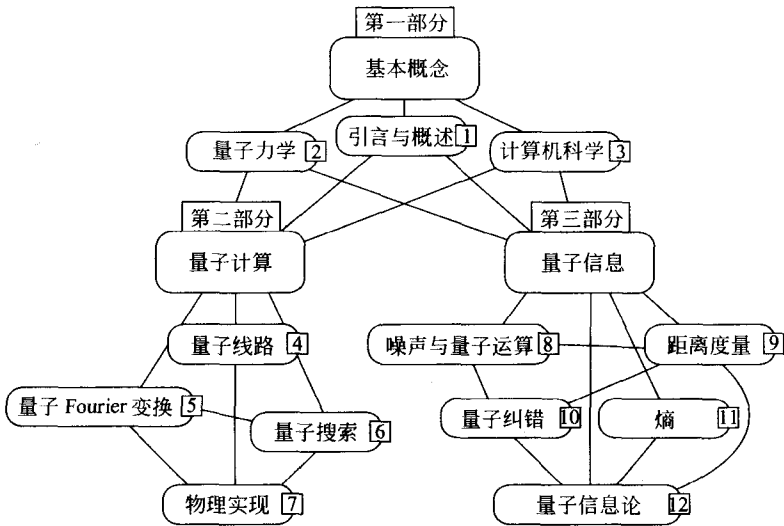 第一部分
基本概念
引言与概述 1
量子力学 2
计算机科学 3
第二部分
第三部分
量子计算
量子信息
量子线路 4
噪声与量子运算 8
距离度量 9
量子 Fourier 变换 5
量子搜索 6
量子纠错 10
熵 11
物理实现 7
量子信息论 12